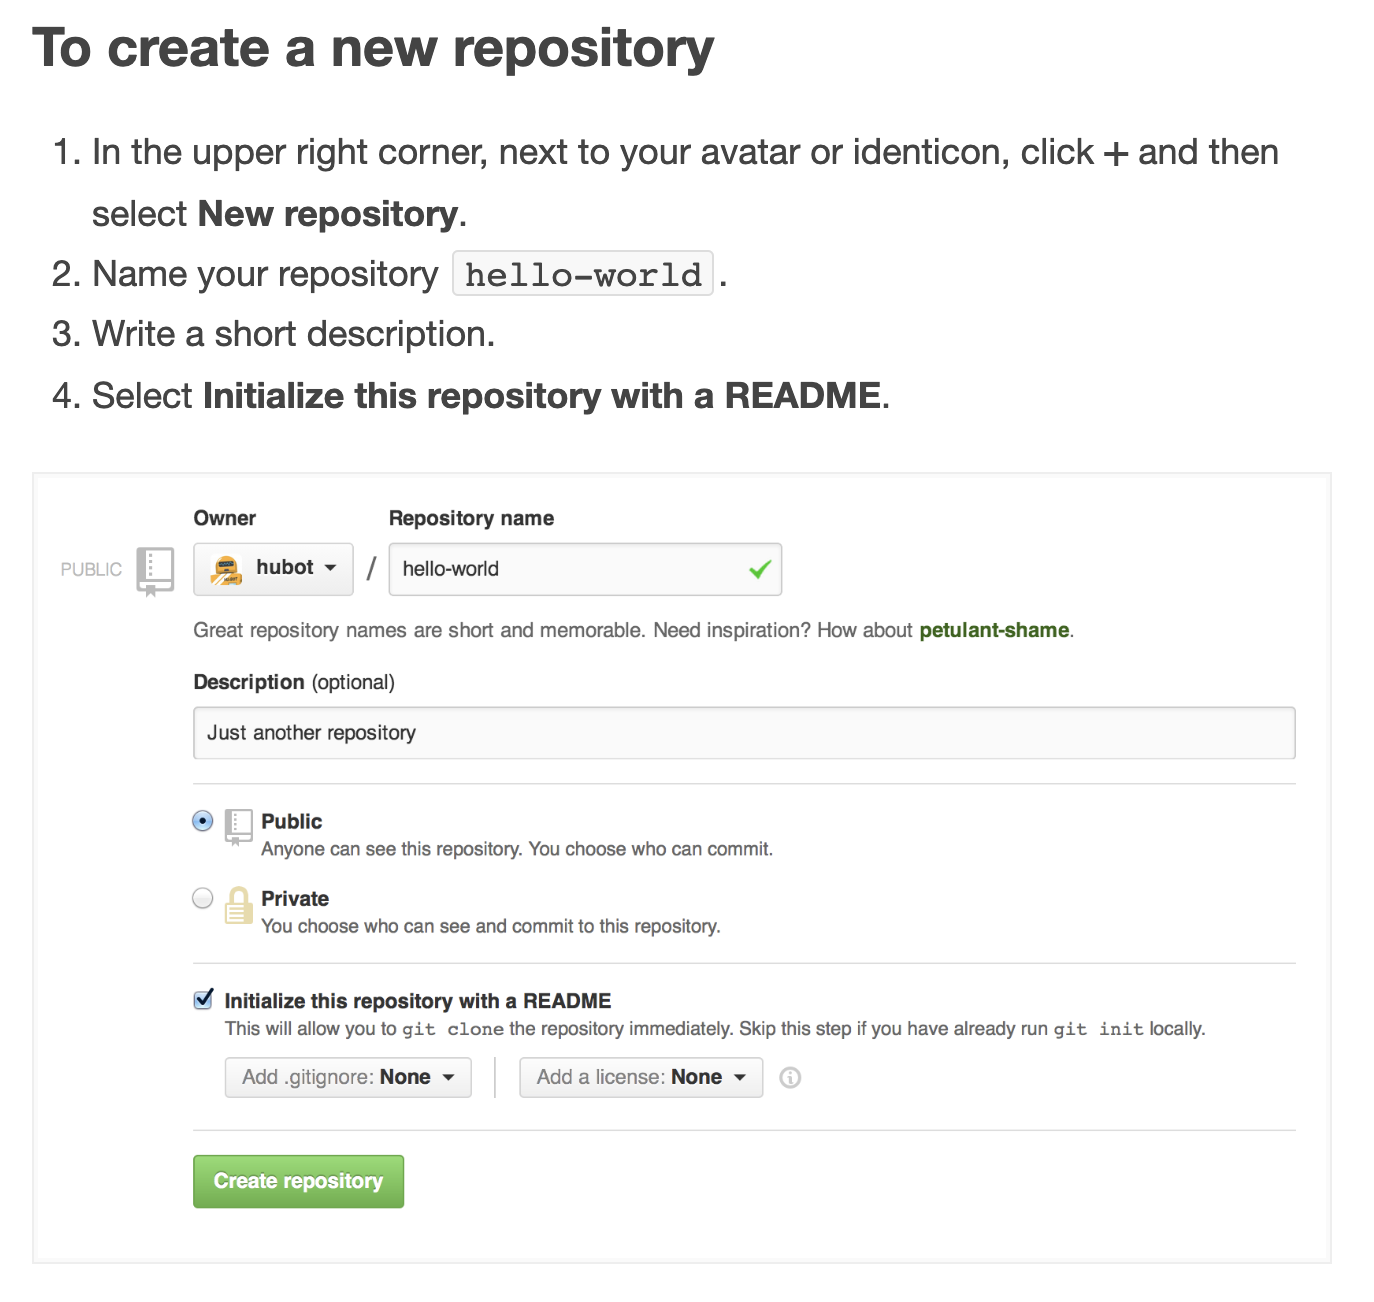 To create a new repository
1. In the upper right corner, next to your avatar or identicon, click + and then
select New repository.
2. Name your repository hello-world.
3. Write a short description.
4. Select Initialize this repository with a README.
Owner Repository name
PUBLIC hubot / hello-world
Great repository names are short and memorable. Need inspiration? How about petulant-shame.
Description (optional)
Just another repository
Public
Anyone can see this repository. You choose who can commit.
Private
You choose who can see and commit to this repository.
Initialize this repository with a README
This will allow you to git clone the repository immediately. Skip this step if you have already run git init locally.
Add .gitignore: None Add a license: None
Create repository